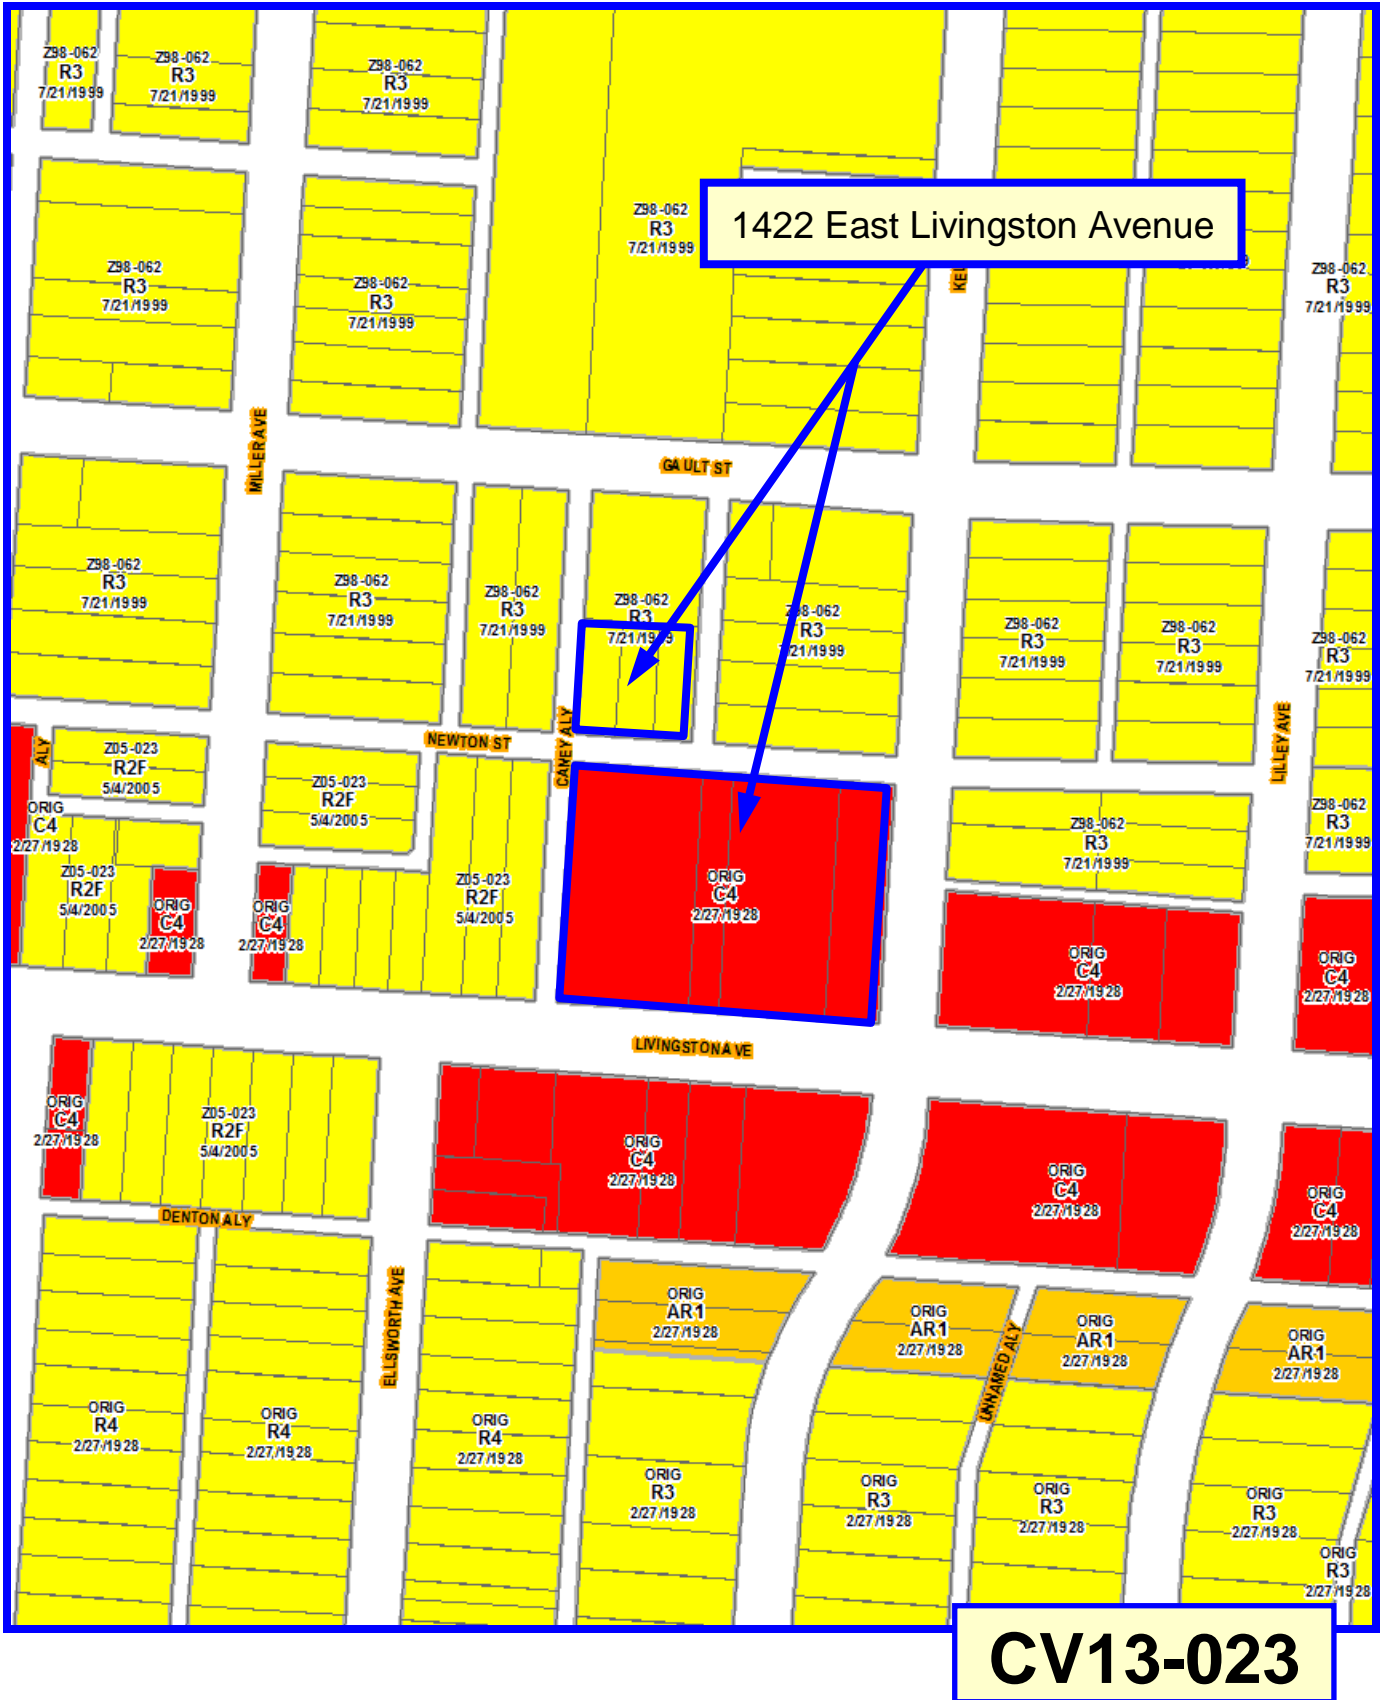 Z98-062
R3
7/21/1999
Z98-062
R3
7/21/1999
Z98-062
R3
7/21/1999
Z98-062
R3
7/21/1999
1422 East Livingston Avenue
Z98-062
R3
7/21/1999
Z98-062
R3
7/21/1999
Z98-062
R3
7/21/1999
MILLER AVE
GAULT ST
Z98-062
R3
7/21/1999
Z98-062
R3
7/21/1999
Z98-062
R3
7/21/1999
Z98-062
R3
7/21/1999
Z98-062
R3
7/21/1999
Z98-062
R3
7/21/1999
Z98-062
R3
7/21/1999
Z98-062
R3
7/21/1999
ALY
NEWTON ST
CANEY ALY
LILLEY AVE
Z05-023
R2F
5/4/2005
Z05-023
R2F
5/4/2005
ORIG
C4
2/27/1928
Z98-062
R3
7/21/1999
Z98-062
R3
7/21/1999
Z05-023
R2F
5/4/2005
ORIG
C4
2/27/1928
ORIG
C4
2/27/1928
Z05-023
R2F
5/4/2005
ORIG
C4
2/27/1928
ORIG
C4
2/27/1928
ORIG
C4
2/27/1928
LIVINGSTON AVE
ORIG
C4
2/27/1928
Z05-023
R2F
5/4/2005
ORIG
C4
2/27/1928
ORIG
C4
2/27/1928
ORIG
C4
2/27/1928
DENTON ALY
ELLSWORTH AVE
ORIG
AR1
2/27/1928
ORIG
AR1
2/27/1928
UNNAMED ALY
ORIG
AR1
2/27/1928
ORIG
AR1
2/27/1928
ORIG
R4
2/27/1928
ORIG
R4
2/27/1928
ORIG
R4
2/27/1928
ORIG
R3
2/27/1928
ORIG
R3
2/27/1928
ORIG
R3
2/27/1928
ORIG
R3
2/27/1928
ORIG
R3
2/27/1928
CV13-023